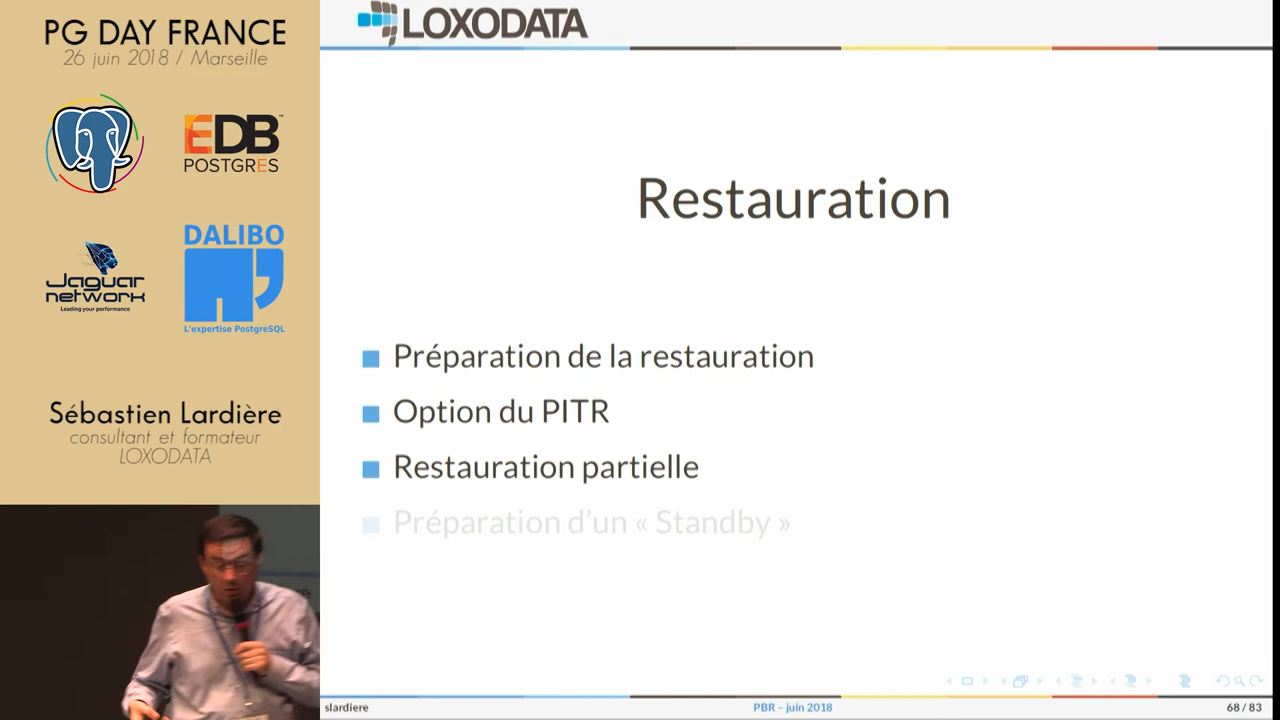 PG DAY FRANCE
26 juin 2018 / Marseille
EDB
POSTGRES
Jaguar
network
Leading your performance
DALIBO
L'expertise PostgreSQL
Sébastien Lardière
consultant et formateur
LOXODATA
LOXODATA
Restauration
Préparation de la restauration
Option du PITR
Restauration partielle
Préparation d'un « Standby »
slardiere
PBR – juin 2018
68 / 83